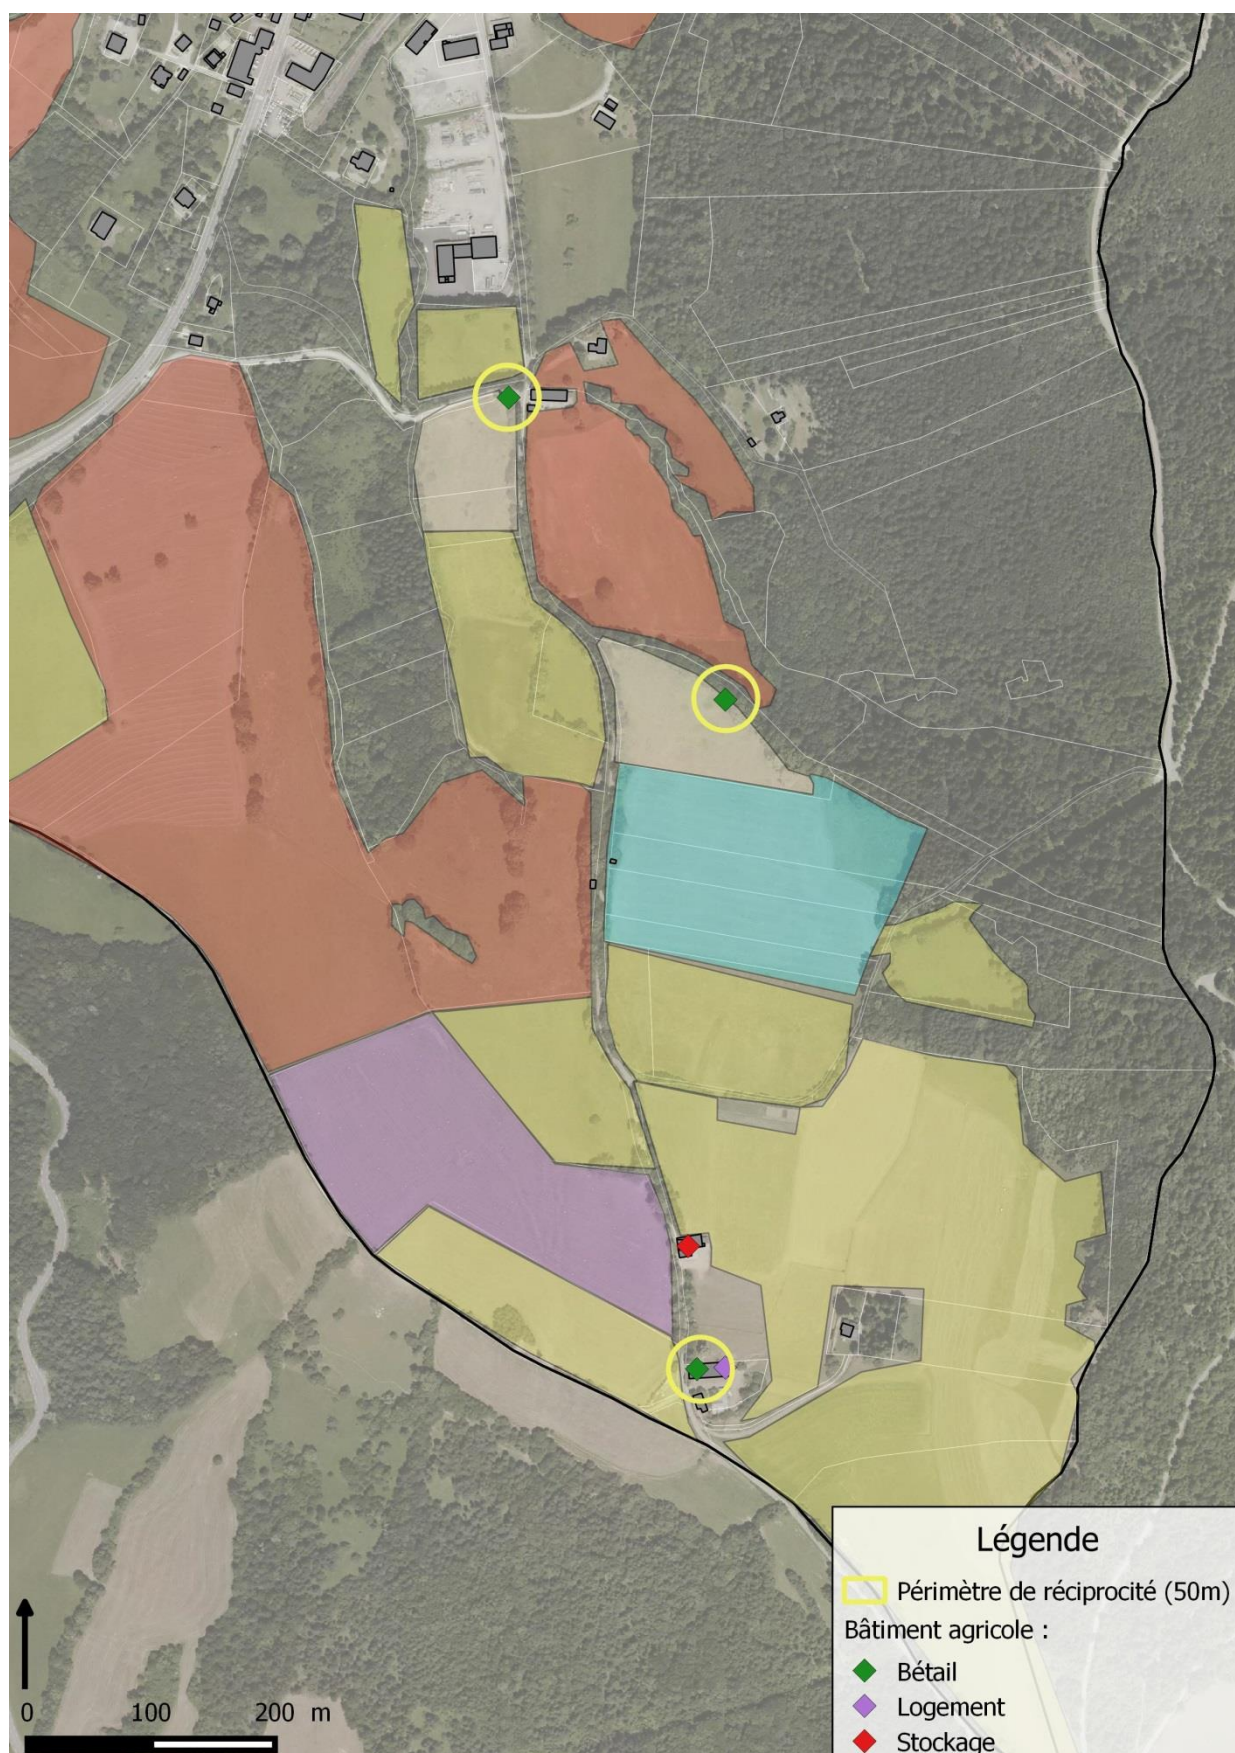 Légende
Périmètre de réciprocité (50m)
Bâtiment agricole :
Bétail
Logement
Stockage
0 100 200 m